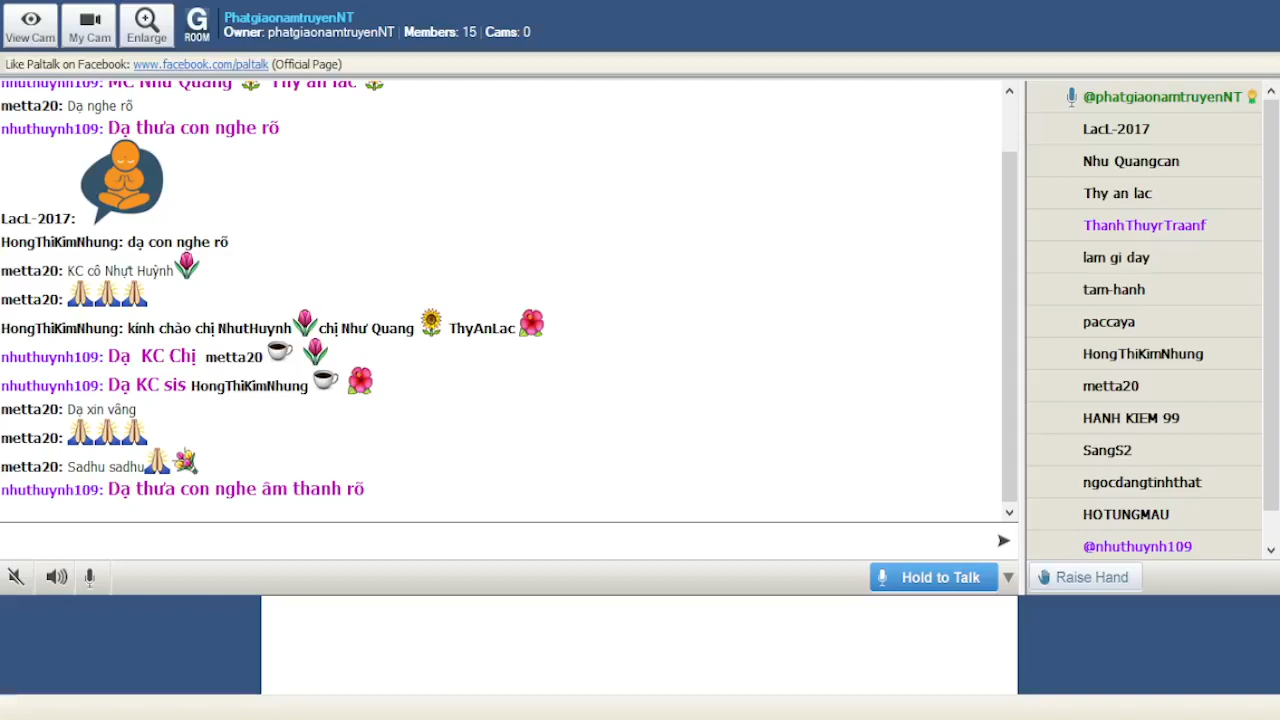 View Cam
My Cam
Enlarge
G ROOM
PhatgiaonamtruyenNT
Owner: phatgiaonamtruyenNT | Members: 15 | Cams: 0
Like Paltalk on Facebook: www.facebook.com/paltalk (Official Page)
nhuthuynh109: MC Như Quang Thy an lac
metta20: Dạ nghe rõ
nhuthuynh109: Dạ thưa con nghe rõ
LacL-2017:
HongThiKimNhung: dạ con nghe rõ
metta20: KC cô Nhựt Huỳnh
metta20:
HongThiKimNhung: kính chào chị NhutHuynh chị Như Quang ThyAnLac
nhuthuynh109: Dạ KC Chị metta20
nhuthuynh109: Dạ KC sis HongThiKimNhung
metta20: Dạ xin vâng
metta20:
metta20: Sadhu sadhu
nhuthuynh109: Dạ thưa con nghe âm thanh rõ
Hold to Talk
@phatgiaonamtruyenNT
LacL-2017
Nhu Quangcan
Thy an lac
ThanhThuyrTraanf
lam gi day
tam-hanh
paccaya
HongThiKimNhung
metta20
HANH KIEM 99
SangS2
ngocdangtinhthat
HOTUNGMAU
@nhuthuynh109
Raise Hand